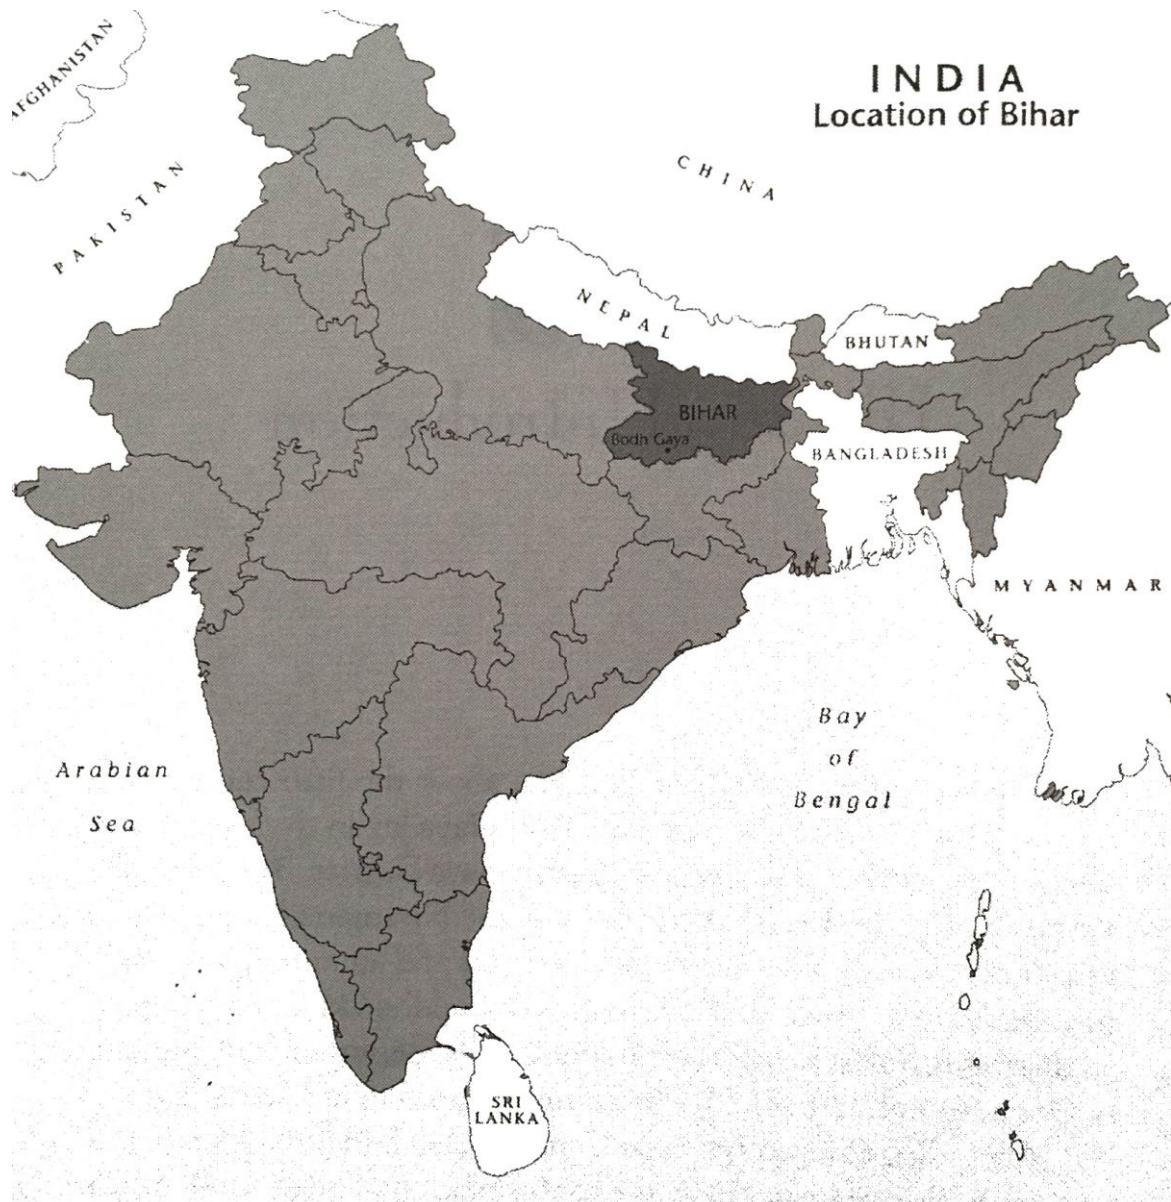 INDIA
Location of Bihar
AFGHANISTAN
PAKISTAN
CHINA
NEPAL
BHUTAN
BIHAR
Bodh Gaya
BANGLADESH
MYANMAR
Arabian
Sea
Bay
of
Bengal
SRI
LANKA